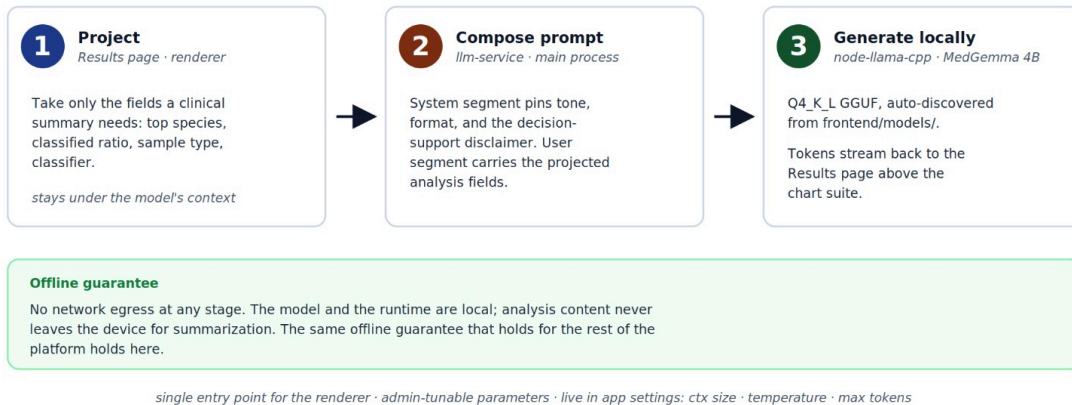 1
Project
Results page · renderer
Take only the fields a clinical
summary needs: top species,
classified ratio, sample type,
classifier.
stays under the model's context
2
Compose prompt
llm-service · main process
System segment pins tone,
format, and the decision-
support disclaimer. User
segment carries the projected
analysis fields.
3
Generate locally
node-llama-cpp · MedGemma 4B
Q4_K_L GGUF, auto-discovered
from frontend/models/.
Tokens stream back to the
Results page above the
chart suite.
Offline guarantee
No network egress at any stage. The model and the runtime are local; analysis content never
leaves the device for summarization. The same offline guarantee that holds for the rest of the
platform holds here.
single entry point for the renderer · admin-tunable parameters · live in app settings: ctx size · temperature · max tokens